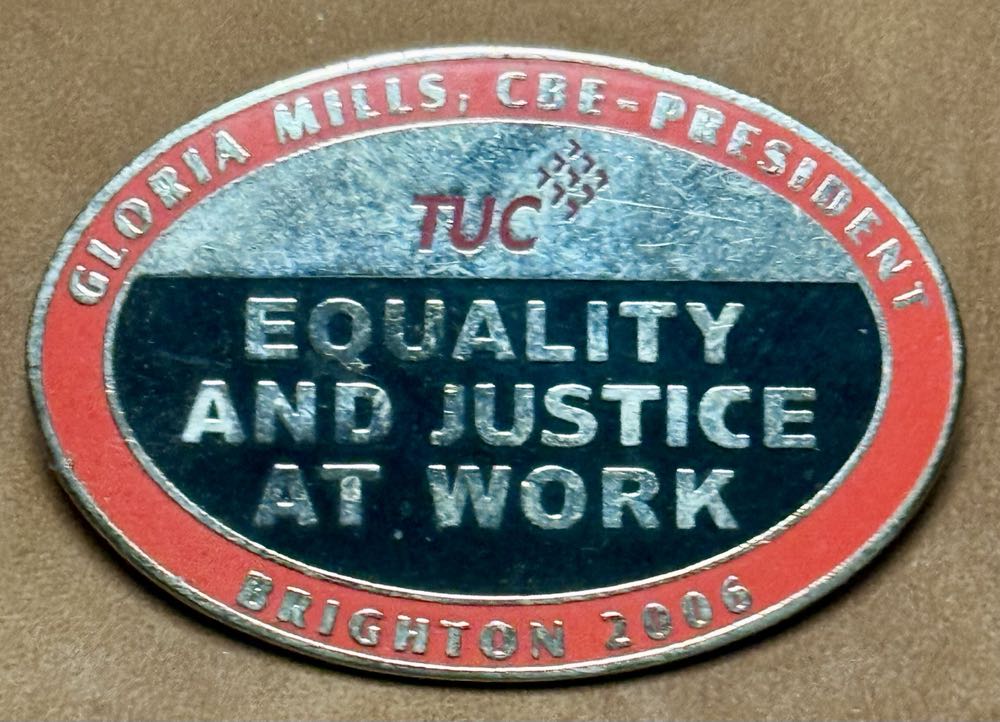 GLORIA MILLS, CBE-PRESIDENT
TUC
EQUALITY
AND JUSTICE
AT WORK
BRIGHTON 2006